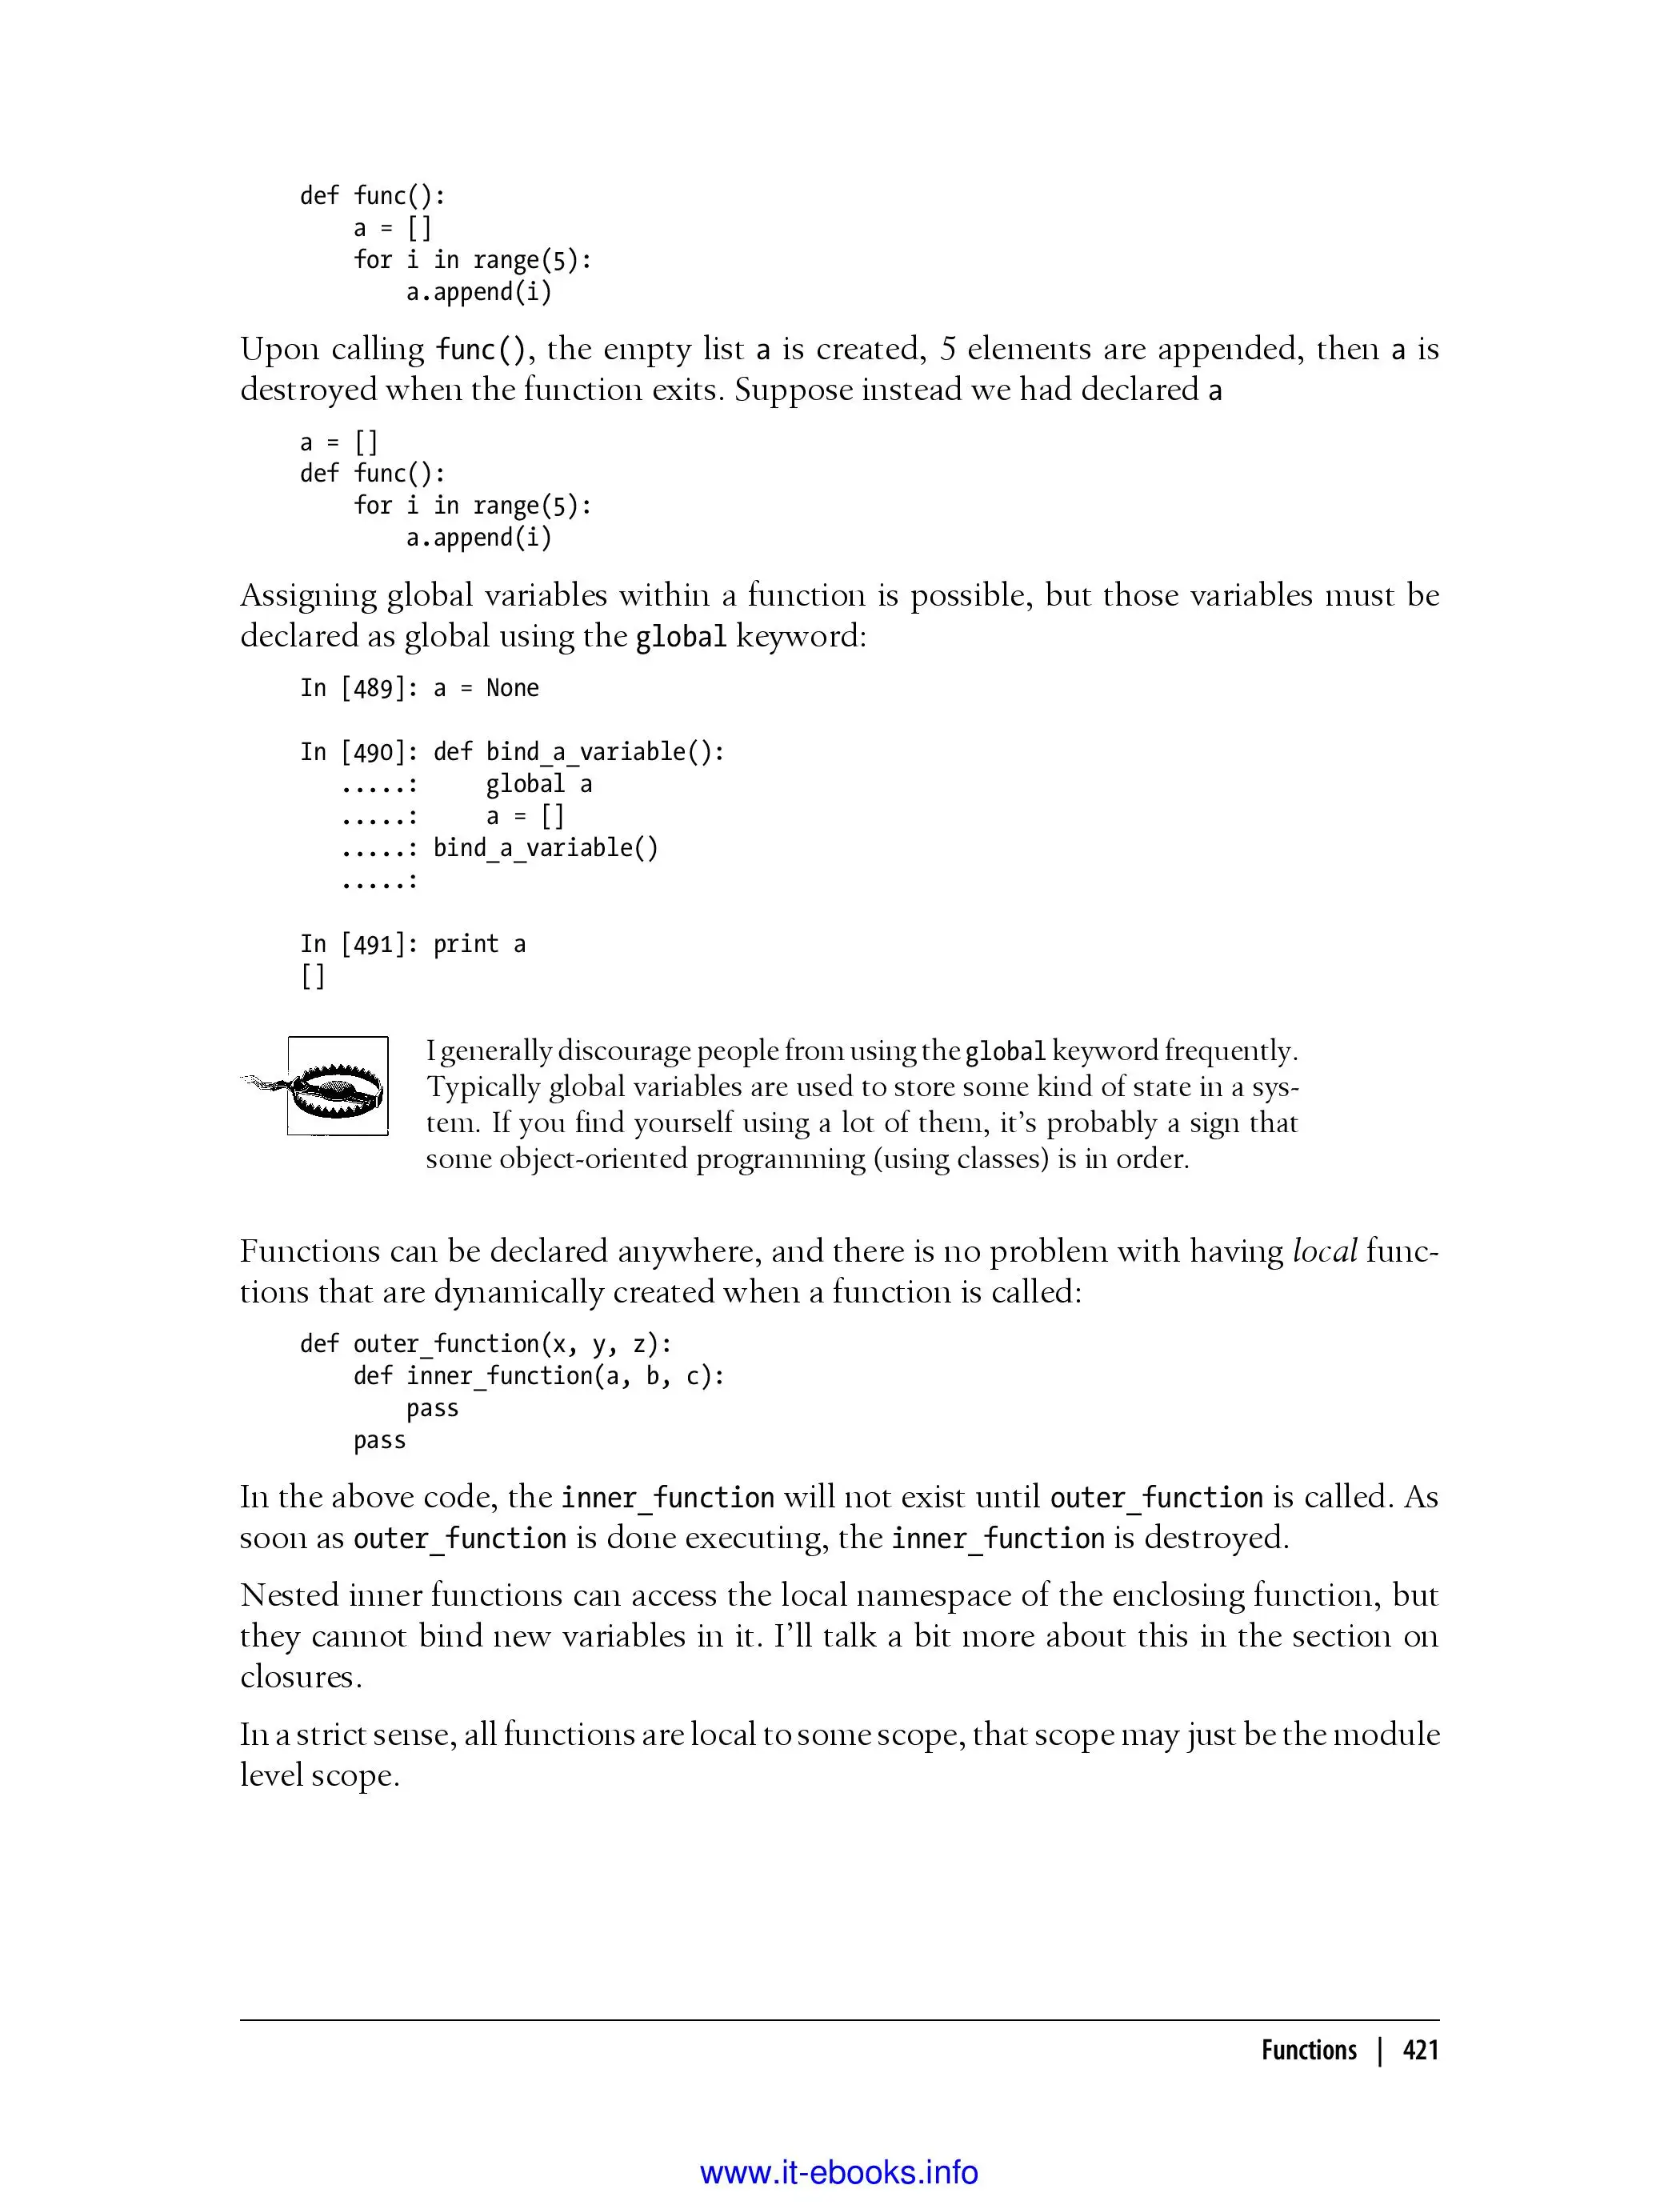 def func():
    a = []
    for i in range(5):
        a.append(i)
Upon calling func(), the empty list a is created, 5 elements are appended, then a is
destroyed when the function exits. Suppose instead we had declared a
a = []
def func():
    for i in range(5):
        a.append(i)
Assigning global variables within a function is possible, but those variables must be
declared as global using the global keyword:
In [489]: a = None
In [490]: def bind_a_variable():
   .....:     global a
   .....:     a = []
   .....: bind_a_variable()
   .....:
In [491]: print a
[]
I generally discourage people from using the global keyword frequently.
Typically global variables are used to store some kind of state in a sys-
tem. If you find yourself using a lot of them, it’s probably a sign that
some object-oriented programming (using classes) is in order.
Functions can be declared anywhere, and there is no problem with having local func-
tions that are dynamically created when a function is called:
def outer_function(x, y, z):
    def inner_function(a, b, c):
        pass
    pass
In the above code, the inner_function will not exist until outer_function is called. As
soon as outer_function is done executing, the inner_function is destroyed.
Nested inner functions can access the local namespace of the enclosing function, but
they cannot bind new variables in it. I’ll talk a bit more about this in the section on
closures.
In a strict sense, all functions are local to some scope, that scope may just be the module
level scope.
Functions | 421
www.it-ebooks.info